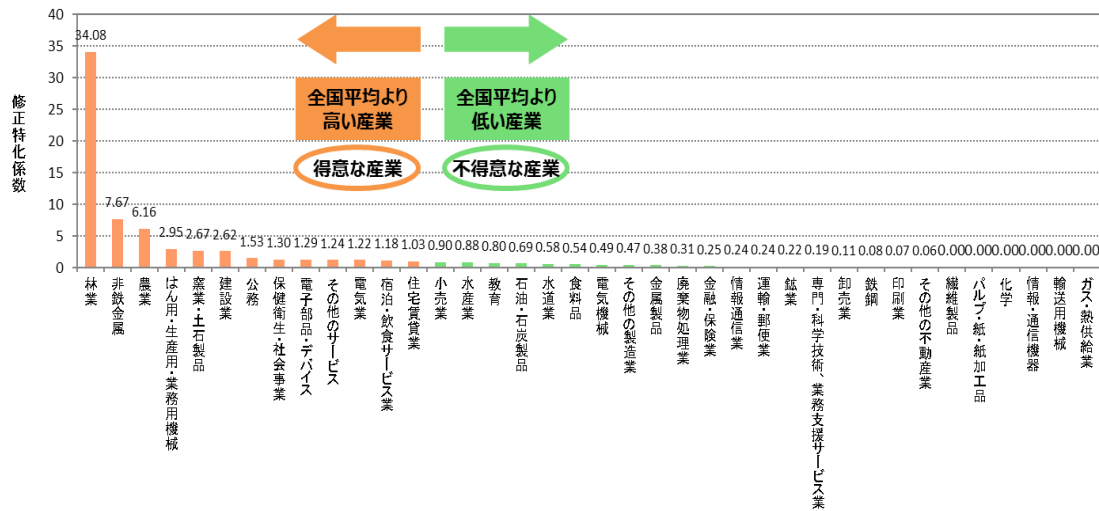 修正特化係数
40
35
30
25
20
15
10
5
0
全国平均より
高い産業
得意な産業
全国平均より
低い産業
不得意な産業
34.08
7.67
6.16
2.95
2.67
2.62
1.53
1.30
1.29
1.24
1.22
1.18
1.03
0.90
0.88
0.80
0.69
0.58
0.54
0.49
0.47
0.38
0.31
0.25
0.24
0.24
0.22
0.19
0.11
0.08
0.07
0.06
0.00
0.00
0.00
0.00
0.00
0.00
林業
非鉄金属
農業
はん用・生産用・業務用機械
窯業・土石製品
建設業
公務
保健衛生・社会事業
電子部品・デバイス
その他のサービス
電気業
宿泊・飲食サービス業
住宅賃貸業
小売業
水産業
教育
石油・石炭製品
水道業
食料品
電気機械
その他の製造業
金属製品
廃棄物処理業
金融・保険業
情報通信業
運輸・郵便業
鉱業
専門・科学技術、業務支援サービス業
卸売業
鉄鋼
印刷業
その他の不動産業
繊維製品
パルプ・紙・紙加工品
化学
情報・通信機器
輸送用機械
ガス・熱供給業